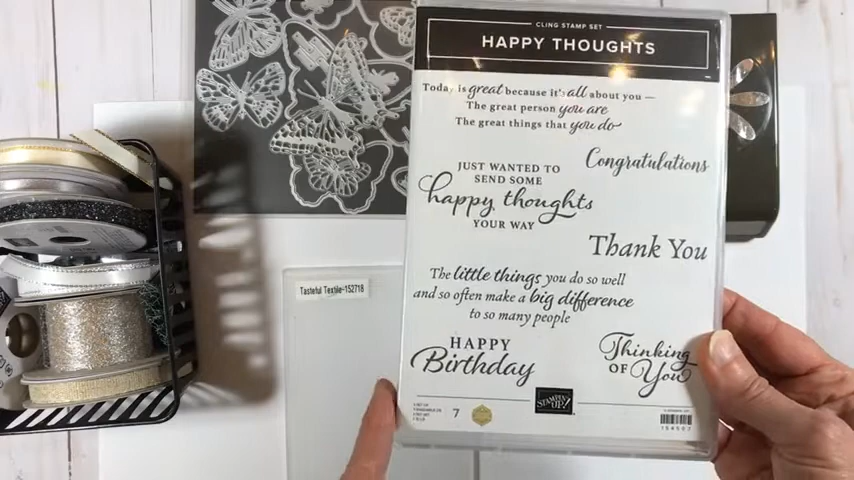 CLING STAMP SET
HAPPY THOUGHTS
Today is great because it's all about you —
The great person you are
The great things that you do
Congratulations
JUST WANTED TO
SEND SOME
happy thoughts
YOUR WAY
Thank You
The little things you do so well
and so often make a big difference
to so many people
HAPPY
Birthday
Thinking
OF You
7
STAMPIN' UP!
Tasteful Textile-152718